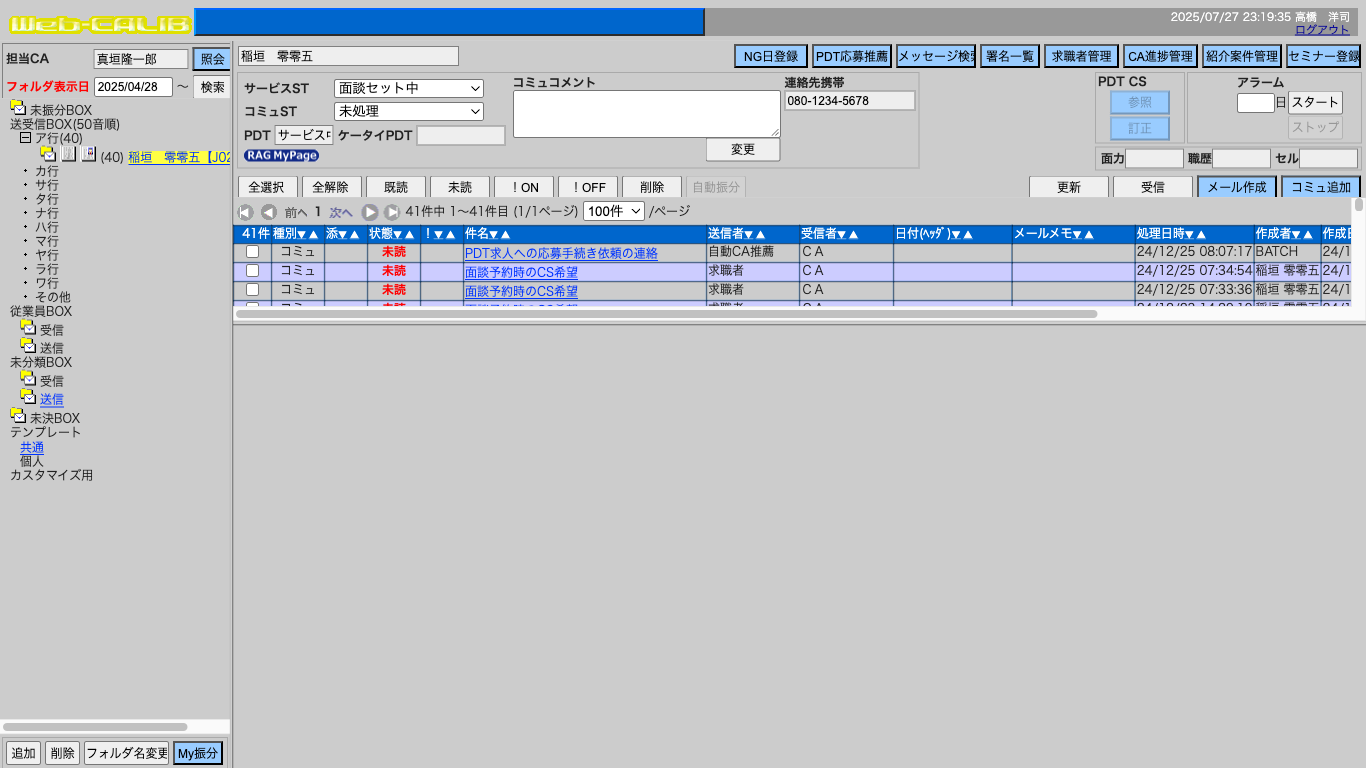 Web-CALIB
2025/07/27 23:19:35 高橋　洋司
ログアウト
担当CA 真垣隆一郎 照会
フォルダ表示日 2025/04/28 ～ 検索
未振分BOX
送受信BOX(50音順)
ア行(40)
(40) 稲垣　零零五【J02
・ カ行
・ サ行
・ タ行
・ ナ行
・ ハ行
・ マ行
・ ヤ行
・ ラ行
・ ワ行
・ その他
従業員BOX
受信
送信
未分類BOX
受信
送信
未決BOX
テンプレート
共通
個人
カスタマイズ用
追加 削除 フォルダ名変更 My振分
稲垣　零零五
NG日登録 PDT応募推薦 メッセージ検索 署名一覧 求職者管理 CA進捗管理 紹介案件管理 セミナー登録
サービスST 面談セット中
コミュST 未処理
PDT サービス中 ケータイPDT
RAG MyPage
コミュコメント
変更
連絡先携帯
080-1234-5678
PDT CS
参照
訂正
アラーム
日 スタート
ストップ
面力 職歴 セル
全選択 全解除 既読 未読 ！ON ！OFF 削除 自動振分 更新 受信 メール作成 コミュ追加
前へ 1 次へ 41件中 1～41件目 (1/1ページ) 100件 /ページ
41件 種別▼▲ 添▼▲ 状態▼▲ ！▼▲ 件名▼▲ 送信者▼▲ 受信者▼▲ 日付(ﾍｯﾀﾞ)▼▲ メールメモ▼▲ 処理日時▼▲ 作成者▼▲ 作成日
コミュ 未読 PDT求人への応募手続き依頼の連絡 自動CA推薦 ＣＡ 24/12/25 08:07:17 BATCH 24/1
コミュ 未読 面談予約時のCS希望 求職者 ＣＡ 24/12/25 07:34:54 稲垣 零零五 24/1
コミュ 未読 面談予約時のCS希望 求職者 ＣＡ 24/12/25 07:33:36 稲垣 零零五 24/1